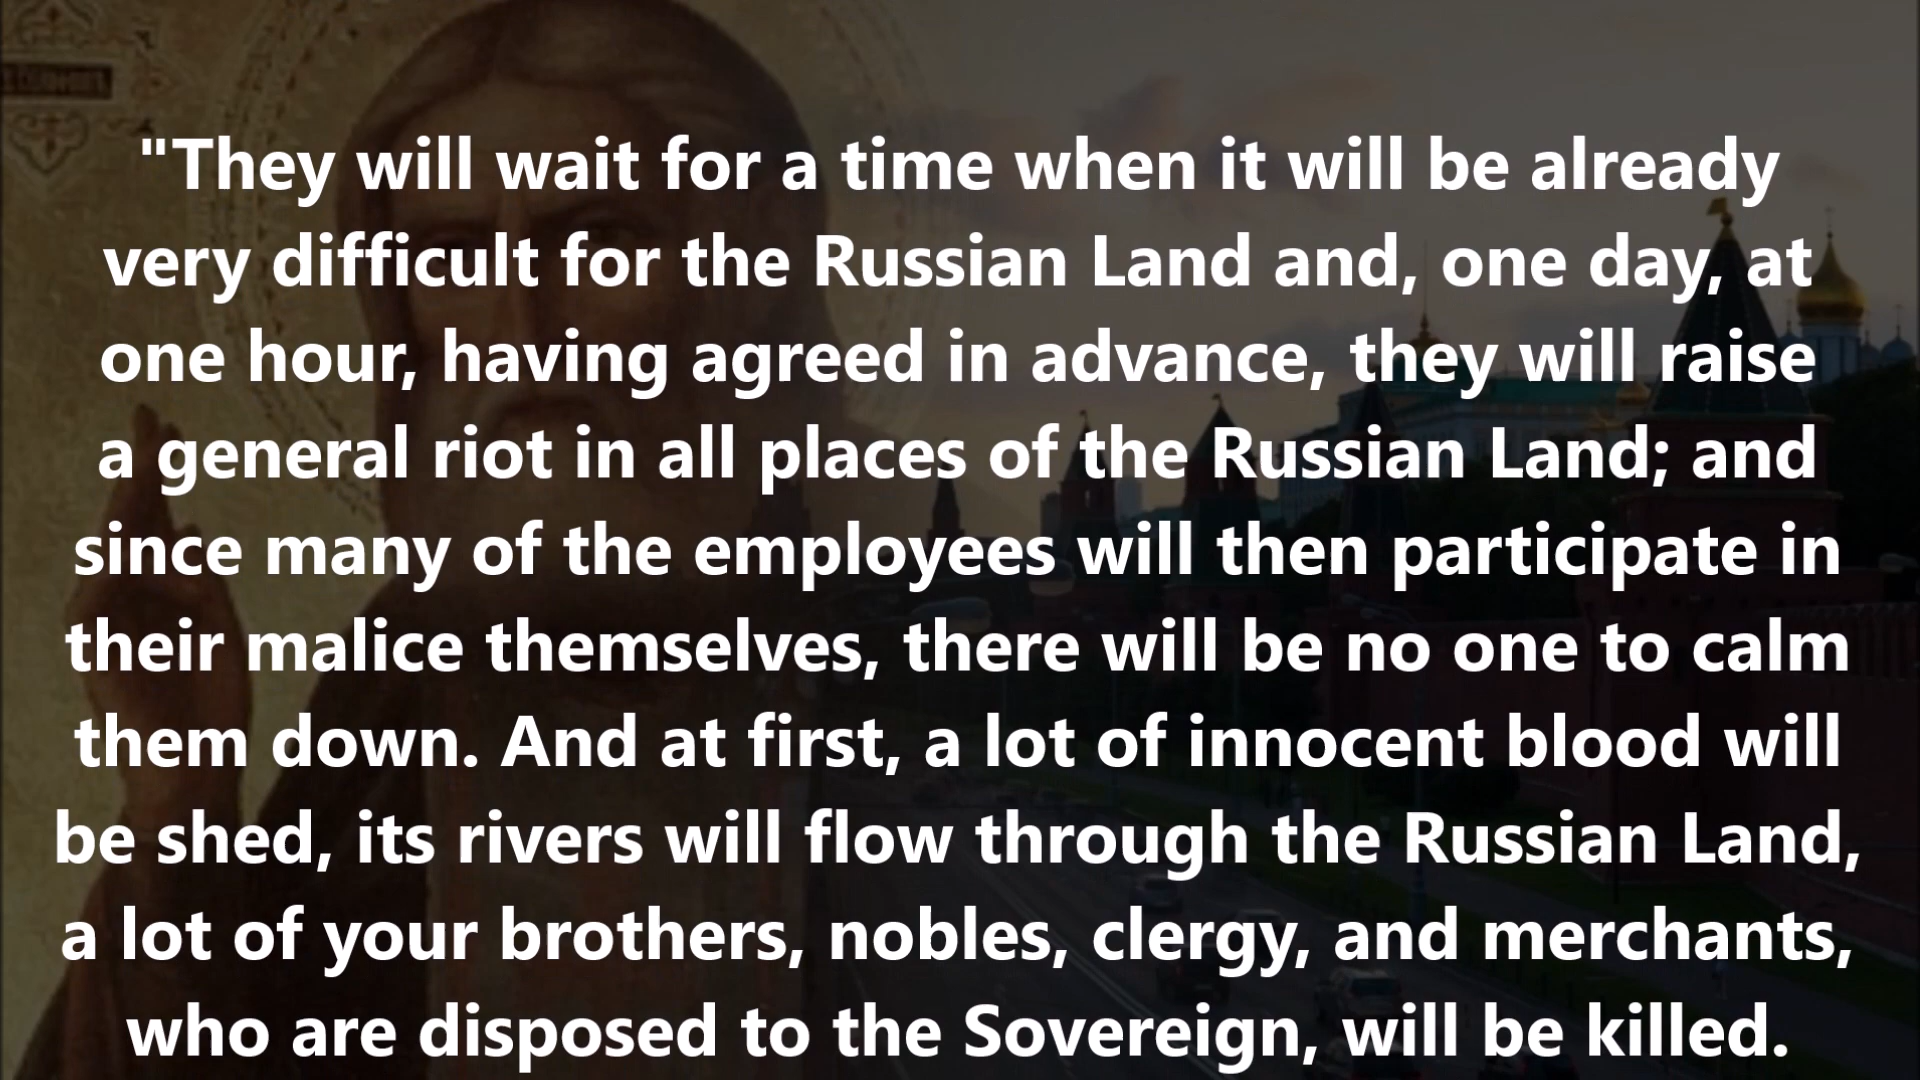 "They will wait for a time when it will be already
very difficult for the Russian Land and, one day, at
one hour, having agreed in advance, they will raise
a general riot in all places of the Russian Land; and
since many of the employees will then participate in
their malice themselves, there will be no one to calm
them down. And at first, a lot of innocent blood will
be shed, its rivers will flow through the Russian Land,
a lot of your brothers, nobles, clergy, and merchants,
who are disposed to the Sovereign, will be killed.